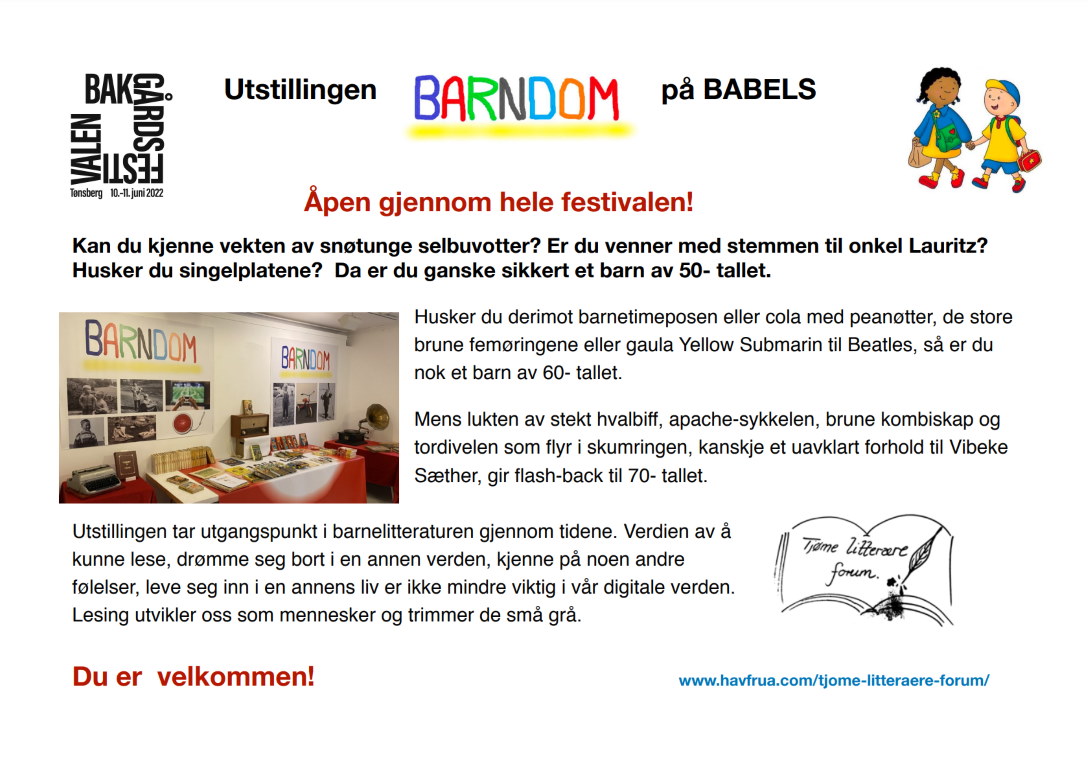 BAK
GÅRDS
FESTI
VALEN
Tønsberg 10.-11. juni 2022
Utstillingen BARNDOM på BABELS
Åpen gjennom hele festivalen!
Kan du kjenne vekten av snøtunge selbuvotter? Er du venner med stemmen til onkel Lauritz?
Husker du singelplatene?  Da er du ganske sikkert et barn av 50- tallet.
BARNDOM
BARNDOM
Husker du derimot barnetimeposen eller cola med peanøtter, de store
brune femøringene eller gaula Yellow Submarin til Beatles, så er du
nok et barn av 60- tallet.
Mens lukten av stekt hvalbiff, apache-sykkelen, brune kombiskap og
tordivelen som flyr i skumringen, kanskje et uavklart forhold til Vibeke
Sæther, gir flash-back til 70- tallet.
Utstillingen tar utgangspunkt i barnelitteraturen gjennom tidene. Verdien av å
kunne lese, drømme seg bort i en annen verden, kjenne på noen andre
følelser, leve seg inn i en annens liv er ikke mindre viktig i vår digitale verden.
Lesing utvikler oss som mennesker og trimmer de små grå.
Tjøme litterære
forum.
Du er  velkommen!
www.havfrua.com/tjome-litteraere-forum/